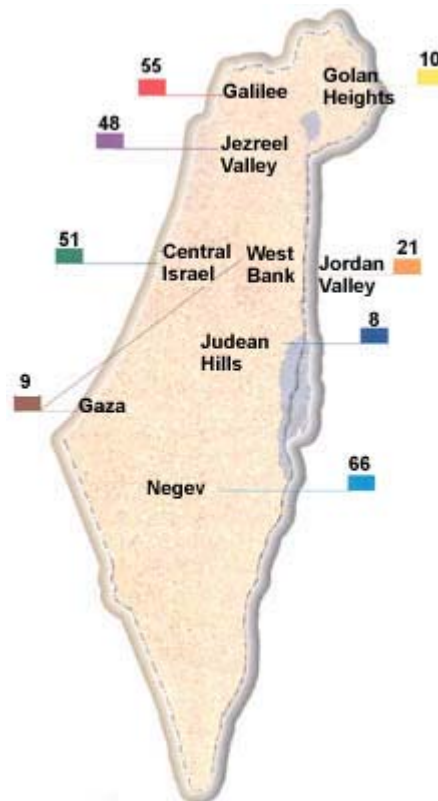 55
10
Galilee
Golan
Heights
48
Jezreel
Valley
51
Central
Israel
West
Bank
21
Jordan
Valley
8
Judean
Hills
9
Gaza
66
Negev